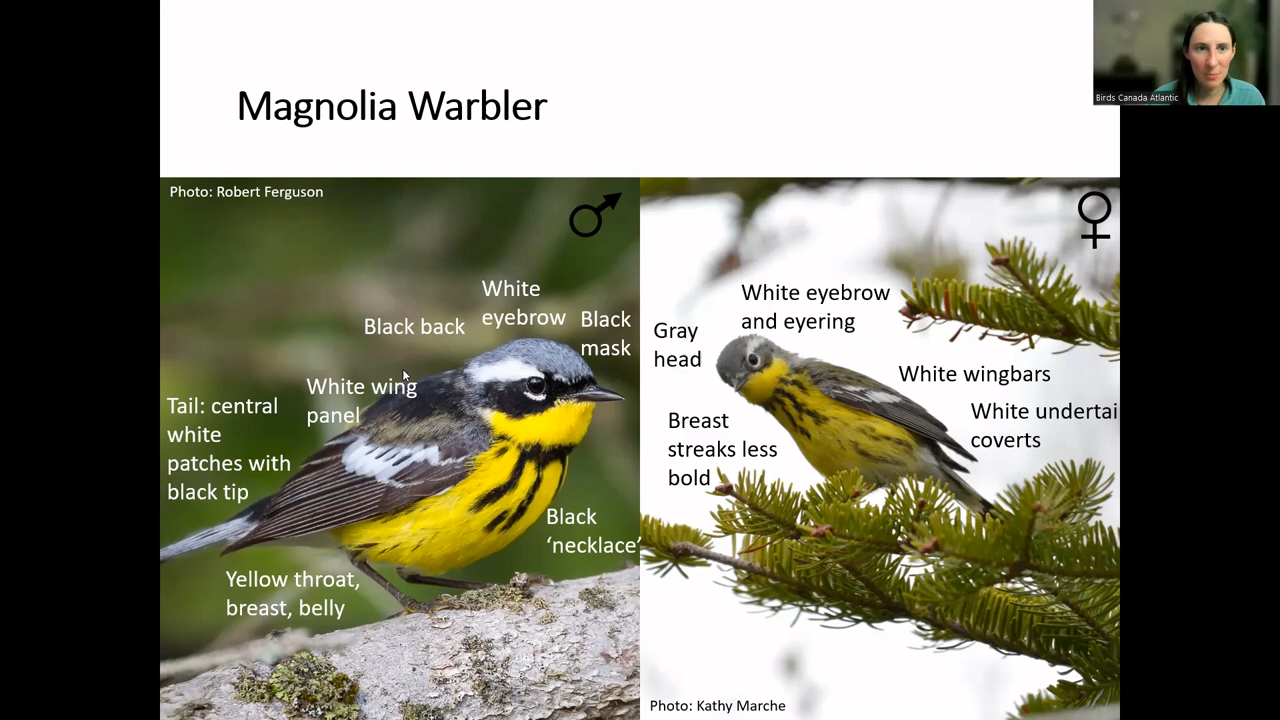 Magnolia Warbler
Birds Canada Atlantic
Photo: Robert Ferguson
White
eyebrow
Black
mask
Black back
White wing
panel
Tail: central
white
patches with
black tip
Black
‘necklace’
Yellow throat,
breast, belly
White eyebrow
and eyering
Gray
head
White wingbars
White undertai
coverts
Breast
streaks less
bold
Photo: Kathy Marche